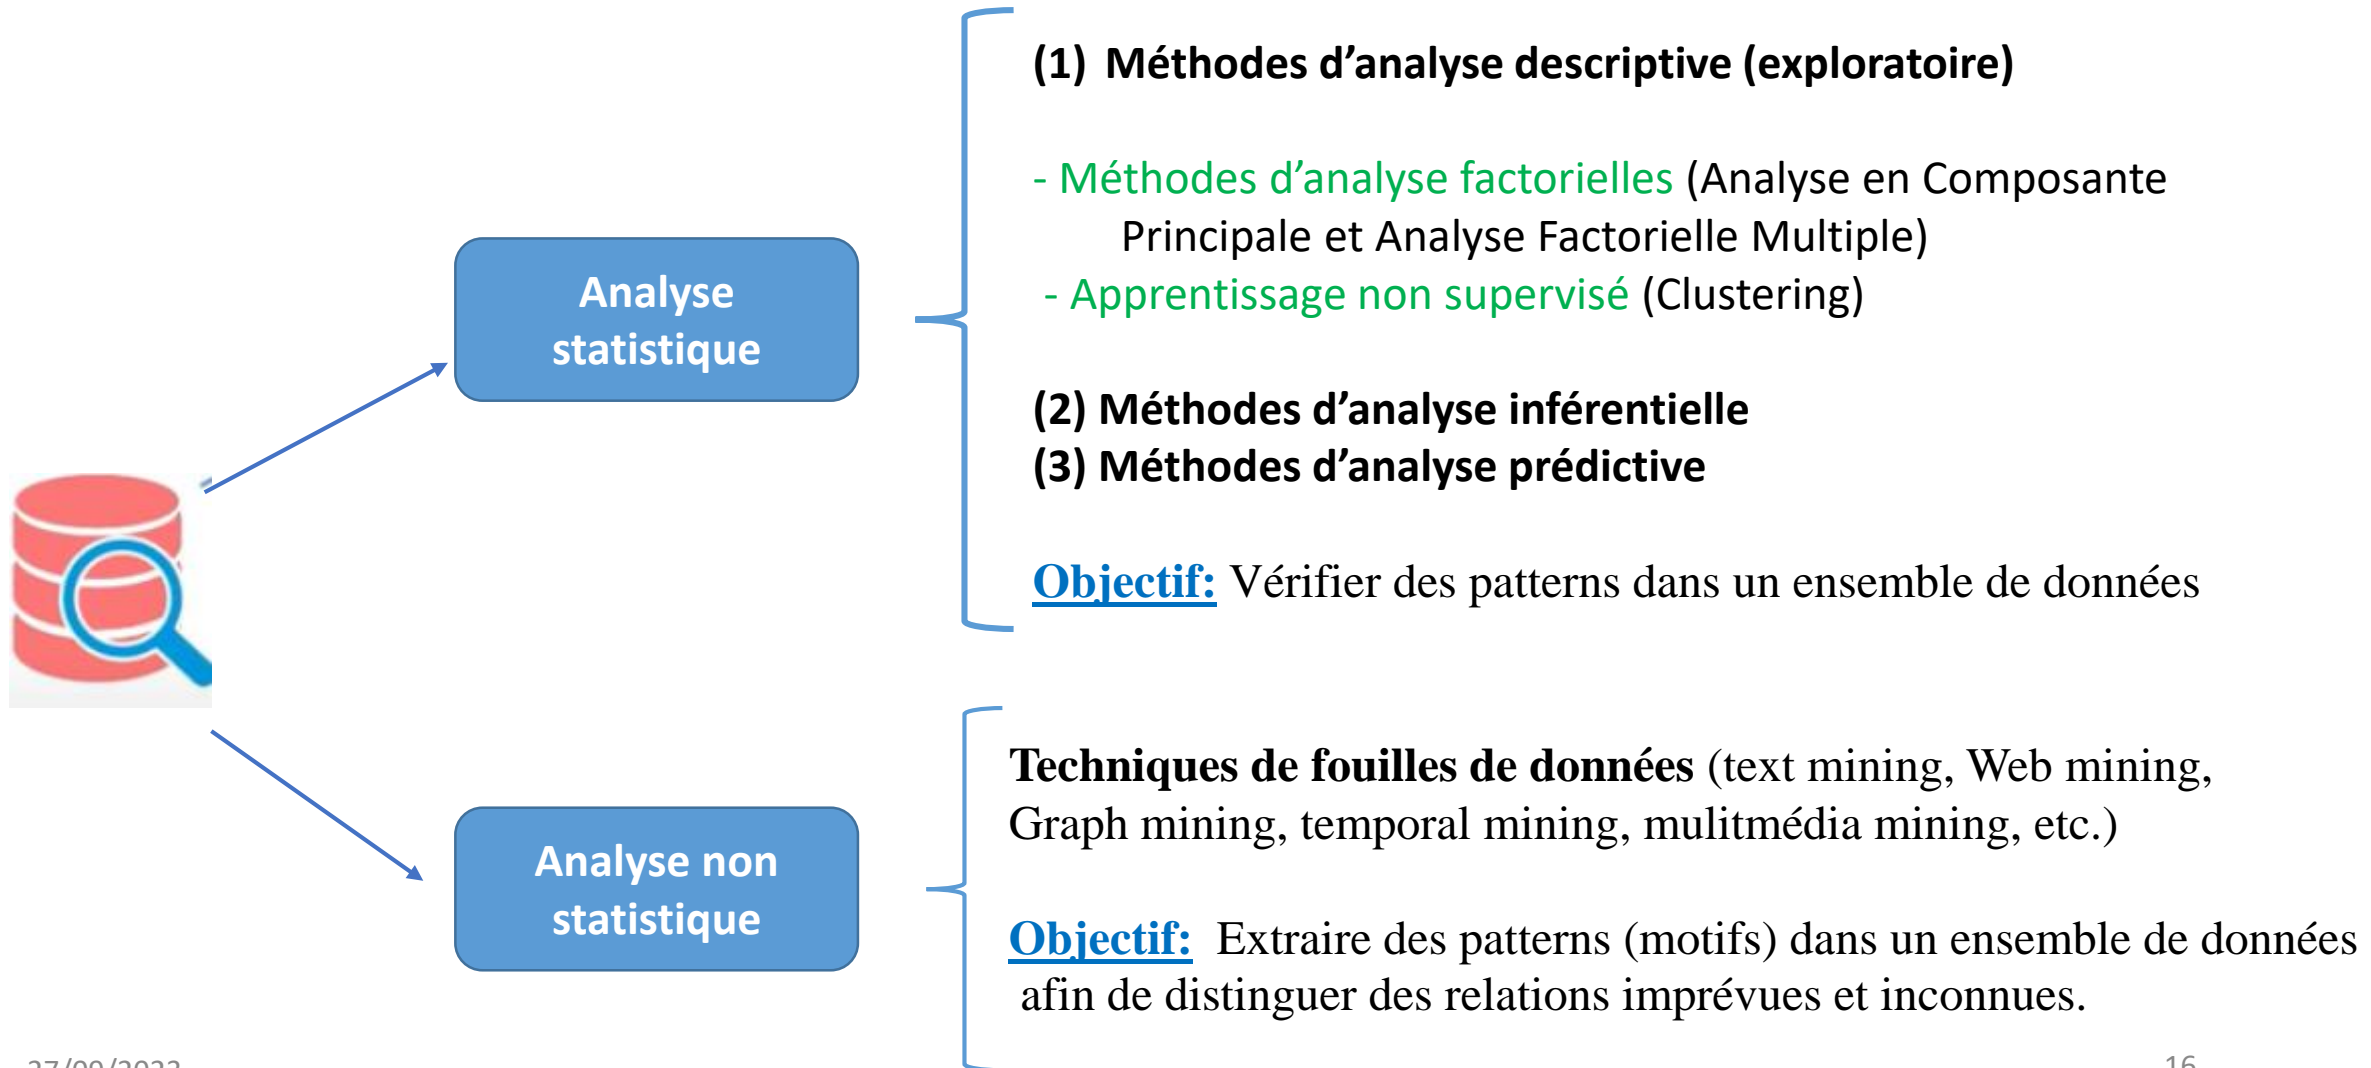 (1) Méthodes d’analyse descriptive (exploratoire)
- Méthodes d’analyse factorielles (Analyse en Composante
Principale et Analyse Factorielle Multiple)
- Apprentissage non supervisé (Clustering)
(2) Méthodes d’analyse inférentielle
(3) Méthodes d’analyse prédictive
Objectif: Vérifier des patterns dans un ensemble de données
Analyse
statistique
Techniques de fouilles de données (text mining, Web mining,
Graph mining, temporal mining, mulitmédia mining, etc.)
Objectif: Extraire des patterns (motifs) dans un ensemble de données
afin de distinguer des relations imprévues et inconnues.
Analyse non
statistique
16